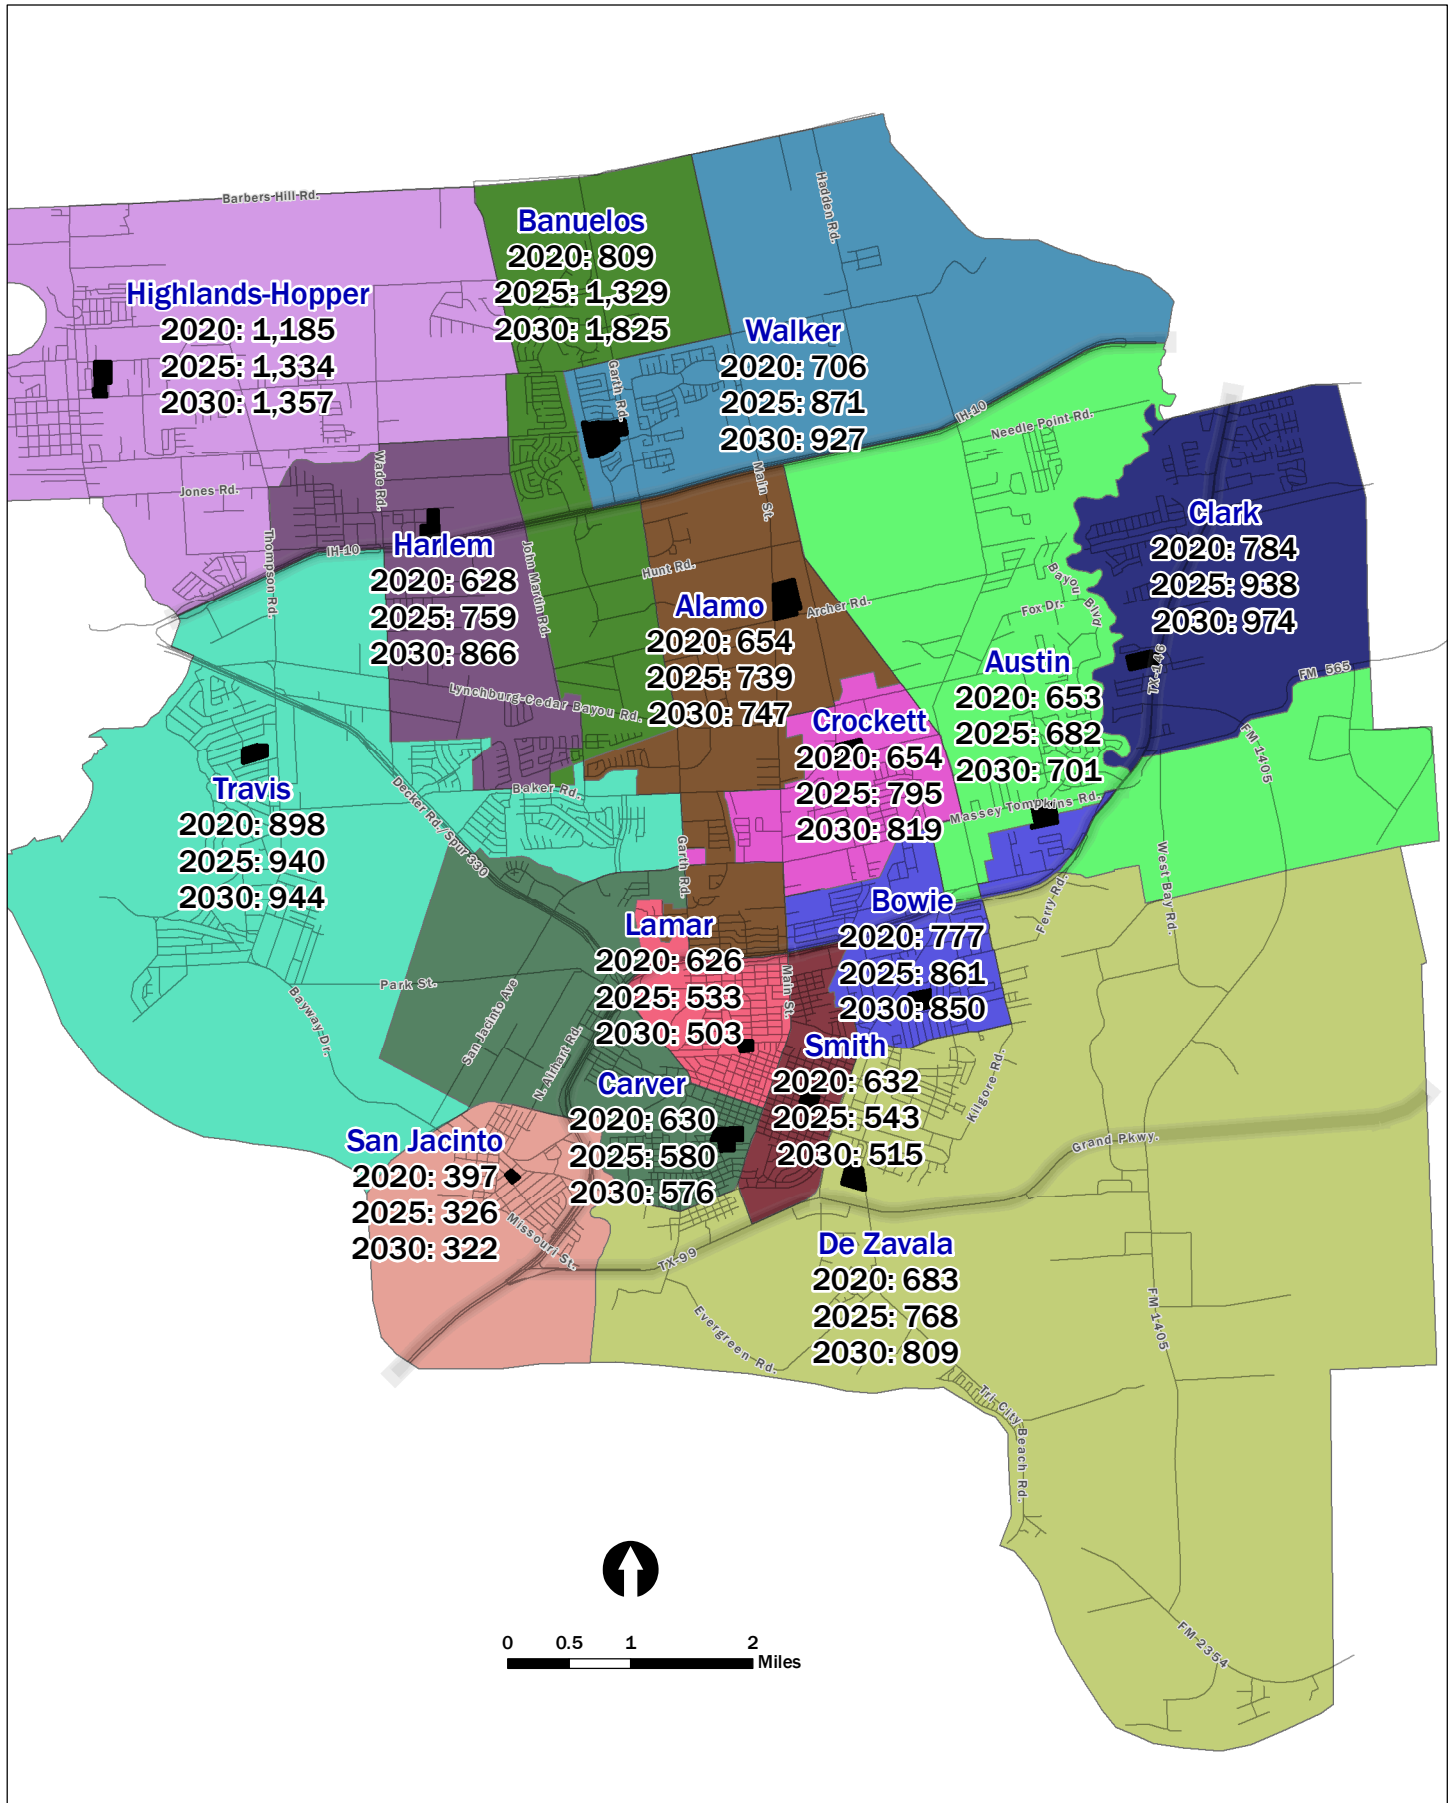 Barbers Hill Rd.
Hadden Rd.
Banuelos
2020: 809
2025: 1,329
2030: 1,825
Highlands-Hopper
2020: 1,185
2025: 1,334
2030: 1,357
Walker
2020: 706
2025: 871
2030: 927
Garth Rd.
IH-10
Needle Point Rd.
Jones Rd.
Wade Rd.
Main St.
Clark
2020: 784
2025: 938
2030: 974
Thompson Rd.
IH-10
Harlem
2020: 628
2025: 759
2030: 866
John Martin Rd.
Hunt Rd.
Alamo
2020: 654
2025: 739
2030: 747
Archer Rd.
Fox Dr.
Bayou Blvd
TX-146
FM 565
Austin
2020: 653
2025: 682
2030: 701
Lynchburg-Cedar Bayou Rd.
Crockett
2020: 654
2025: 795
2030: 819
FM 1405
Travis
2020: 898
2025: 940
2030: 944
Decker Rd./Spur 330
Baker Rd.
Massey Tompkins Rd.
Garth Rd.
West Bay Rd.
Ferry Rd.
Bowie
2020: 777
2025: 861
2030: 850
Lamar
2020: 626
2025: 533
2030: 503
Main St.
Park St.
Bayway Dr.
San Jacinto Ave
N. Alexander Rd.
Smith
2020: 632
2025: 543
2030: 515
Kilgore Rd.
Carver
2020: 630
2025: 580
2030: 576
Grand Pkwy.
San Jacinto
2020: 397
2025: 326
2030: 322
Missouri St.
TX-99
De Zavala
2020: 683
2025: 768
2030: 809
Evergreen Rd.
FM 1405
Tri City Beach Rd.
FM 2354
0 0.5 1 2
Miles